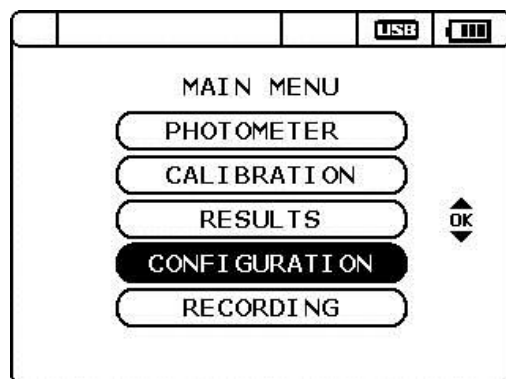 USB
MAIN MENU
PHOTOMETER
CALIBRATION
RESULTS
OK
CONFIGURATION
RECORDING